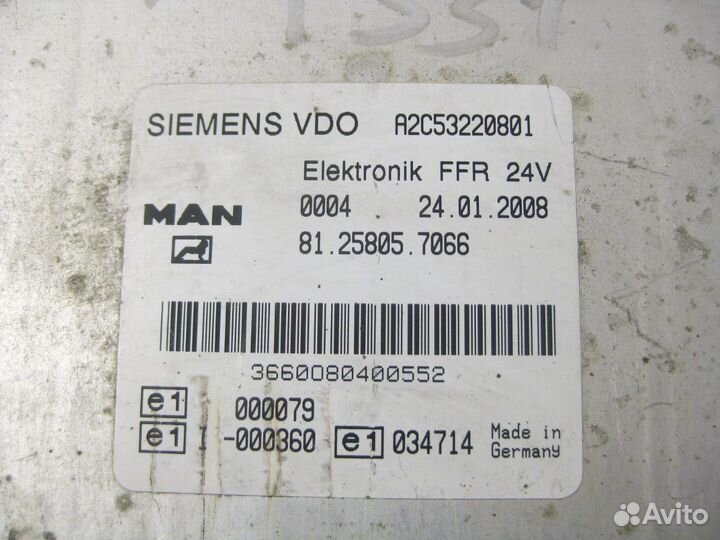 SIEMENS VDO A2C53220801
Elektronik FFR 24V
MAN 0004 24.01.2008
81.25805.7066
3660080400552
e1 000079
e1 I -000360 e1 034714 Made in Germany
Avito